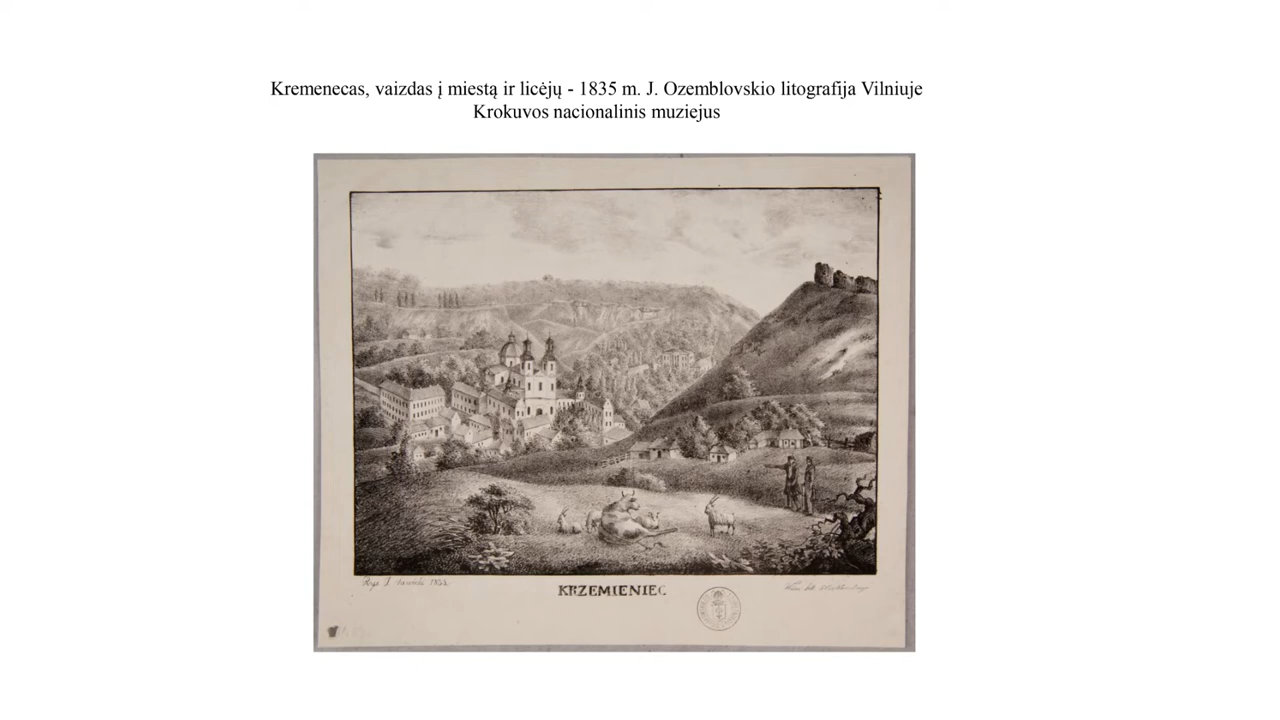 Kremenecas, vaizdas į miestą ir licėjų - 1835 m. J. Ozemblovskio litografija Vilniuje
Krokuvos nacionalinis muziejus
KRZEMIENIEC